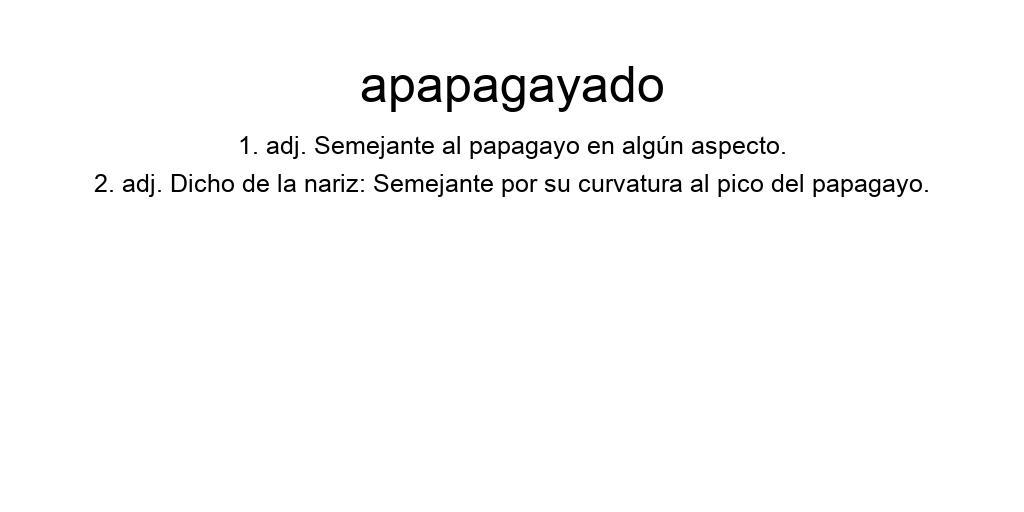 apapagayado
1. adj. Semejante al papagayo en algún aspecto.
2. adj. Dicho de la nariz: Semejante por su curvatura al pico del papagayo.